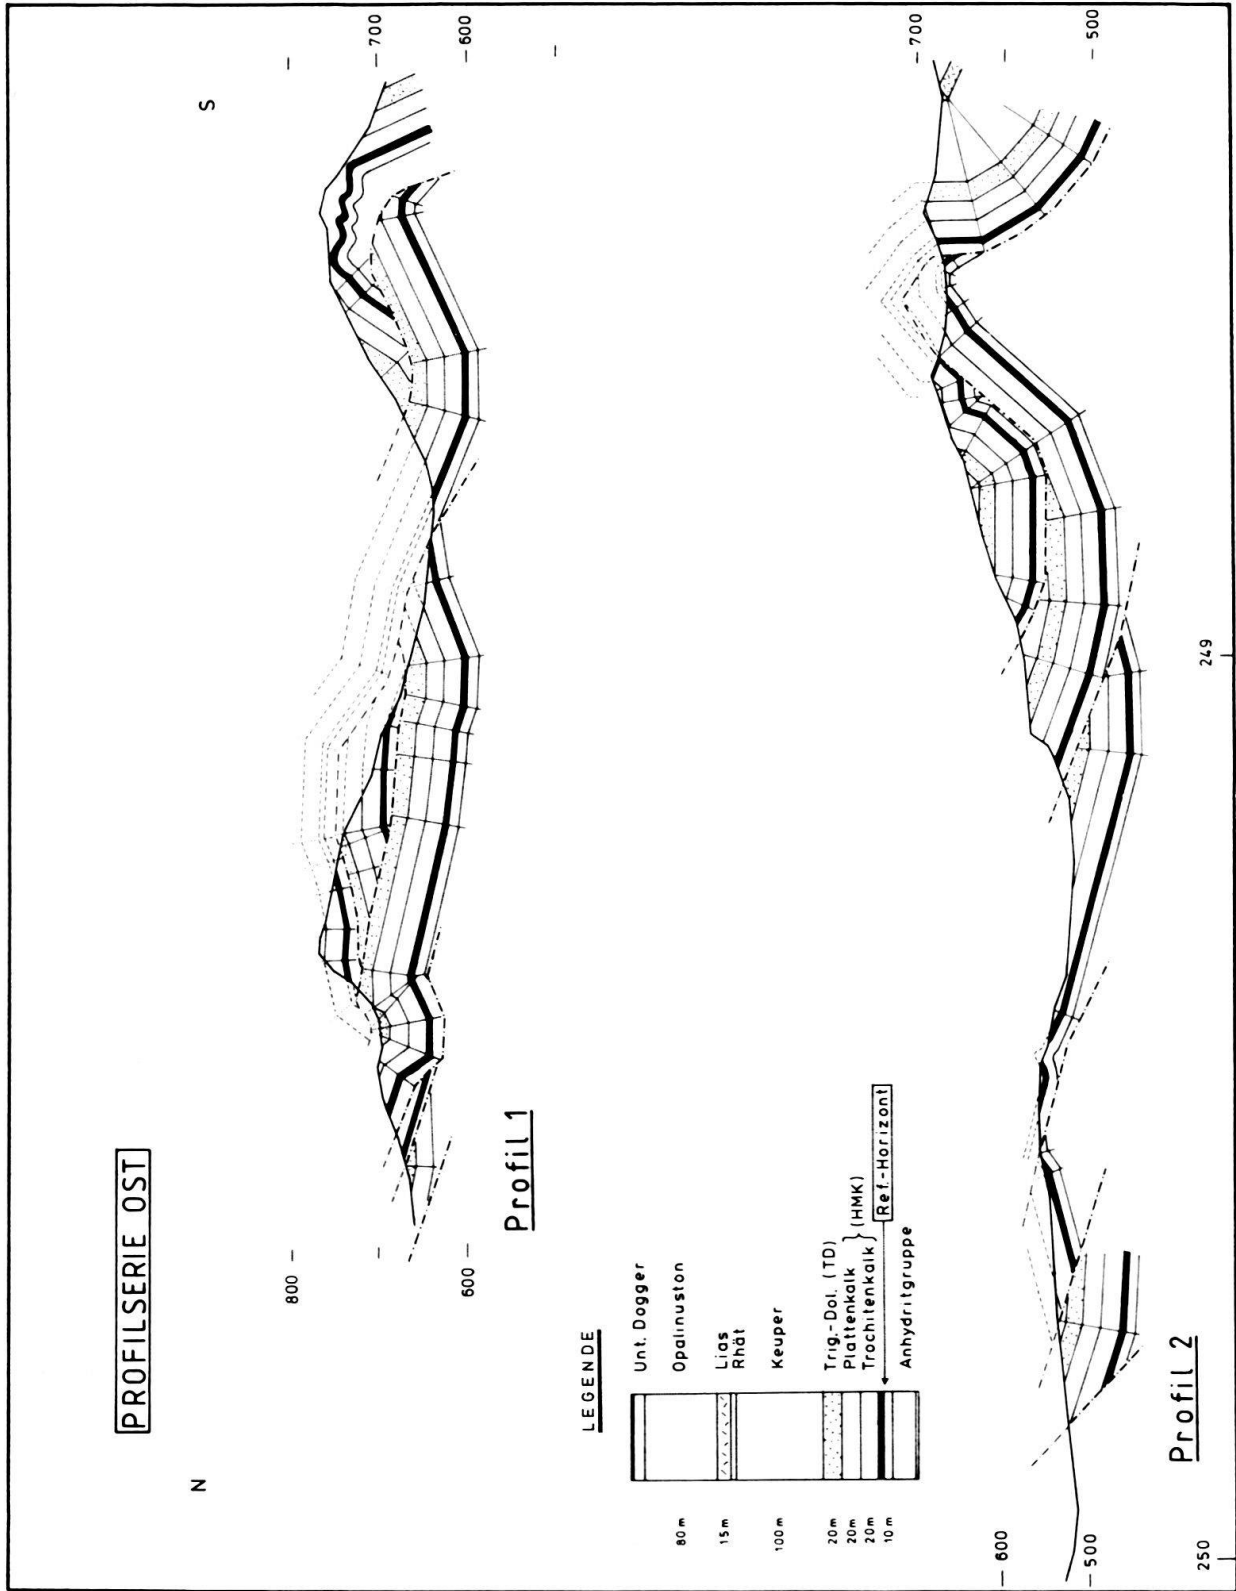 PROFILSERIE OST
N
S
800
600
700
600
Profil 1
LEGENDE
Unt. Dogger
80 m Opalinuston
15 m Lias
Rhät
100 m Keuper
20 m Trig.-Dol. (TD)
20 m Plattenkalk } (HMK)
20 m Trochitenkalk
10 m Ref.-Horizont
Anhydritgruppe
700
500
600
500
Profil 2
250
249